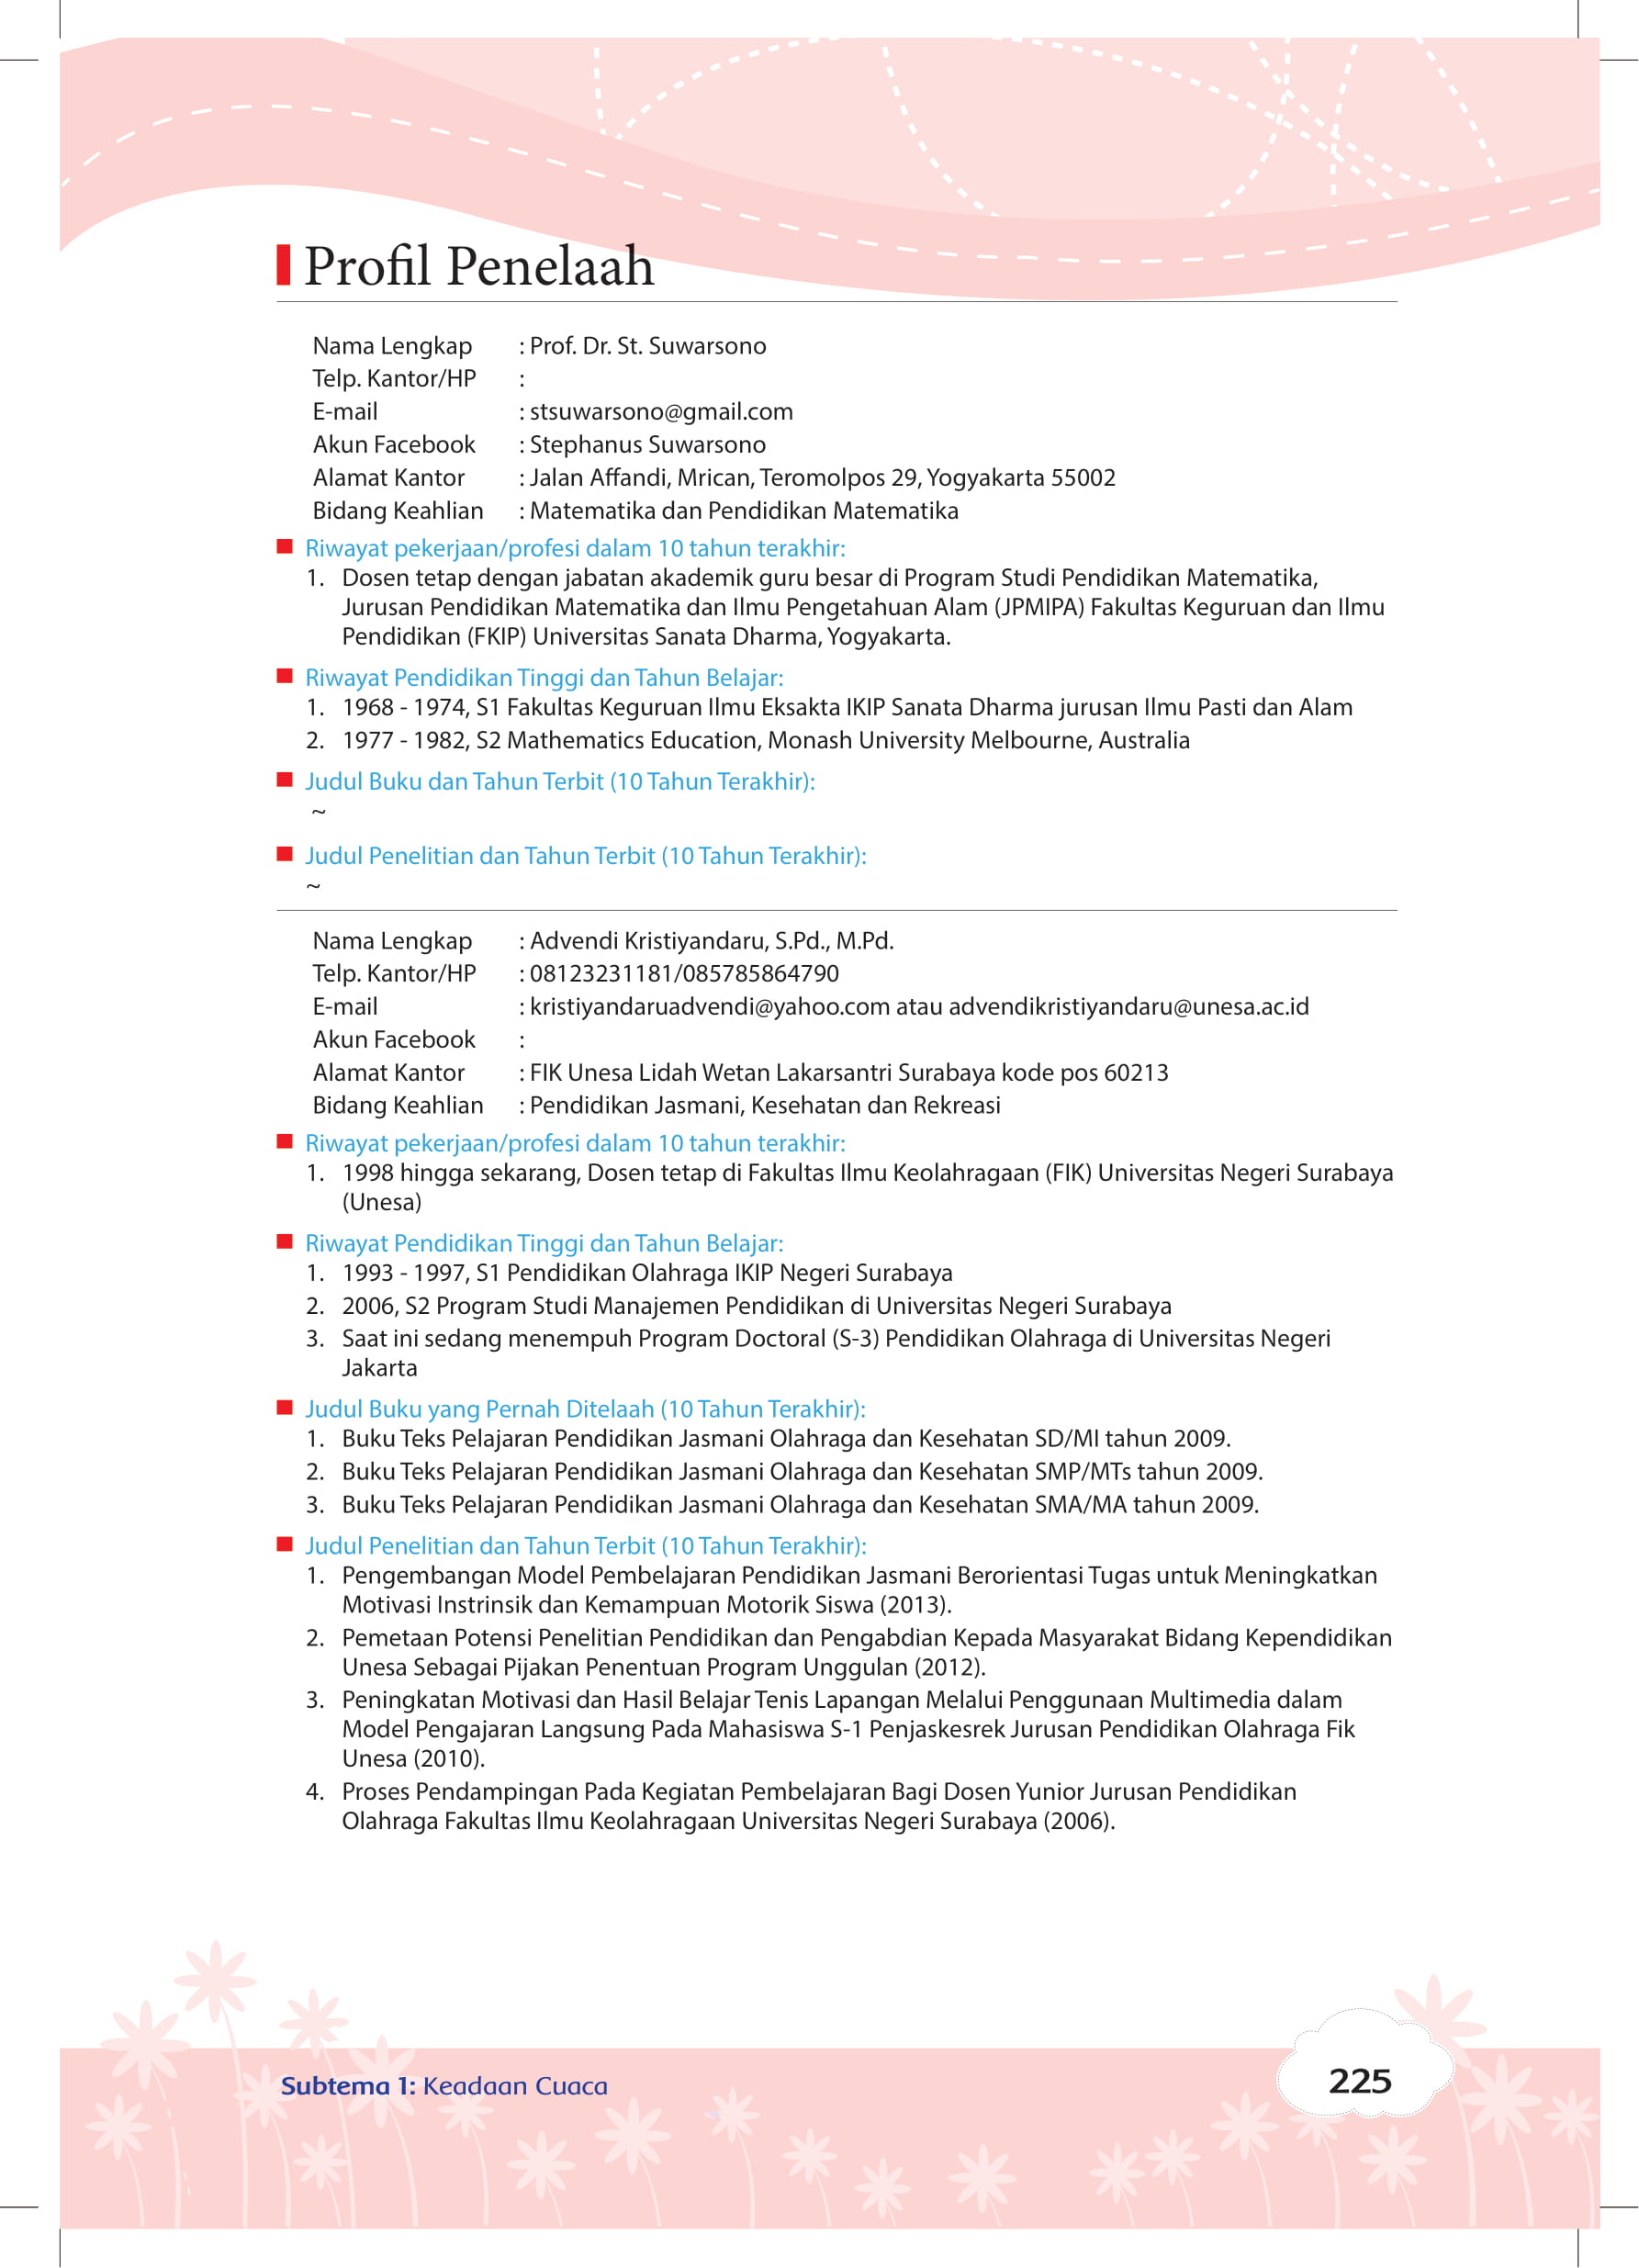 Profil Penelaah
Nama Lengkap : Prof. Dr. St. Suwarsono
Telp. Kantor/HP :
E-mail : stsuwarsono@gmail.com
Akun Facebook : Stephanus Suwarsono
Alamat Kantor : Jalan Affandi, Mrican, Teromolpos 29, Yogyakarta 55002
Bidang Keahlian : Matematika dan Pendidikan Matematika
Riwayat pekerjaan/profesi dalam 10 tahun terakhir:
1. Dosen tetap dengan jabatan akademik guru besar di Program Studi Pendidikan Matematika,
Jurusan Pendidikan Matematika dan Ilmu Pengetahuan Alam (JPMIPA) Fakultas Keguruan dan Ilmu
Pendidikan (FKIP) Universitas Sanata Dharma, Yogyakarta.
Riwayat Pendidikan Tinggi dan Tahun Belajar:
1. 1968 - 1974, S1 Fakultas Keguruan Ilmu Eksakta IKIP Sanata Dharma jurusan Ilmu Pasti dan Alam
2. 1977 - 1982, S2 Mathematics Education, Monash University Melbourne, Australia
Judul Buku dan Tahun Terbit (10 Tahun Terakhir):
~
Judul Penelitian dan Tahun Terbit (10 Tahun Terakhir):
~
Nama Lengkap : Advendi Kristiyandaru, S.Pd., M.Pd.
Telp. Kantor/HP : 08123231181/085785864790
E-mail : kristiyandaruadvendi@yahoo.com atau advendikristiyandaru@unesa.ac.id
Akun Facebook :
Alamat Kantor : FIK Unesa Lidah Wetan Lakarsantri Surabaya kode pos 60213
Bidang Keahlian : Pendidikan Jasmani, Kesehatan dan Rekreasi
Riwayat pekerjaan/profesi dalam 10 tahun terakhir:
1. 1998 hingga sekarang, Dosen tetap di Fakultas Ilmu Keolahragaan (FIK) Universitas Negeri Surabaya
(Unesa)
Riwayat Pendidikan Tinggi dan Tahun Belajar:
1. 1993 - 1997, S1 Pendidikan Olahraga IKIP Negeri Surabaya
2. 2006, S2 Program Studi Manajemen Pendidikan di Universitas Negeri Surabaya
3. Saat ini sedang menempuh Program Doctoral (S-3) Pendidikan Olahraga di Universitas Negeri
Jakarta
Judul Buku yang Pernah Ditelaah (10 Tahun Terakhir):
1. Buku Teks Pelajaran Pendidikan Jasmani Olahraga dan Kesehatan SD/MI tahun 2009.
2. Buku Teks Pelajaran Pendidikan Jasmani Olahraga dan Kesehatan SMP/MTs tahun 2009.
3. Buku Teks Pelajaran Pendidikan Jasmani Olahraga dan Kesehatan SMA/MA tahun 2009.
Judul Penelitian dan Tahun Terbit (10 Tahun Terakhir):
1. Pengembangan Model Pembelajaran Pendidikan Jasmani Berorientasi Tugas untuk Meningkatkan
Motivasi Instrinsik dan Kemampuan Motorik Siswa (2013).
2. Pemetaan Potensi Penelitian Pendidikan dan Pengabdian Kepada Masyarakat Bidang Kependidikan
Unesa Sebagai Pijakan Penentuan Program Unggulan (2012).
3. Peningkatan Motivasi dan Hasil Belajar Tenis Lapangan Melalui Penggunaan Multimedia dalam
Model Pengajaran Langsung Pada Mahasiswa S-1 Penjaskesrek Jurusan Pendidikan Olahraga Fik
Unesa (2010).
4. Proses Pendampingan Pada Kegiatan Pembelajaran Bagi Dosen Yunior Jurusan Pendidikan
Olahraga Fakultas Ilmu Keolahragaan Universitas Negeri Surabaya (2006).
Subtema 1: Keadaan Cuaca
225